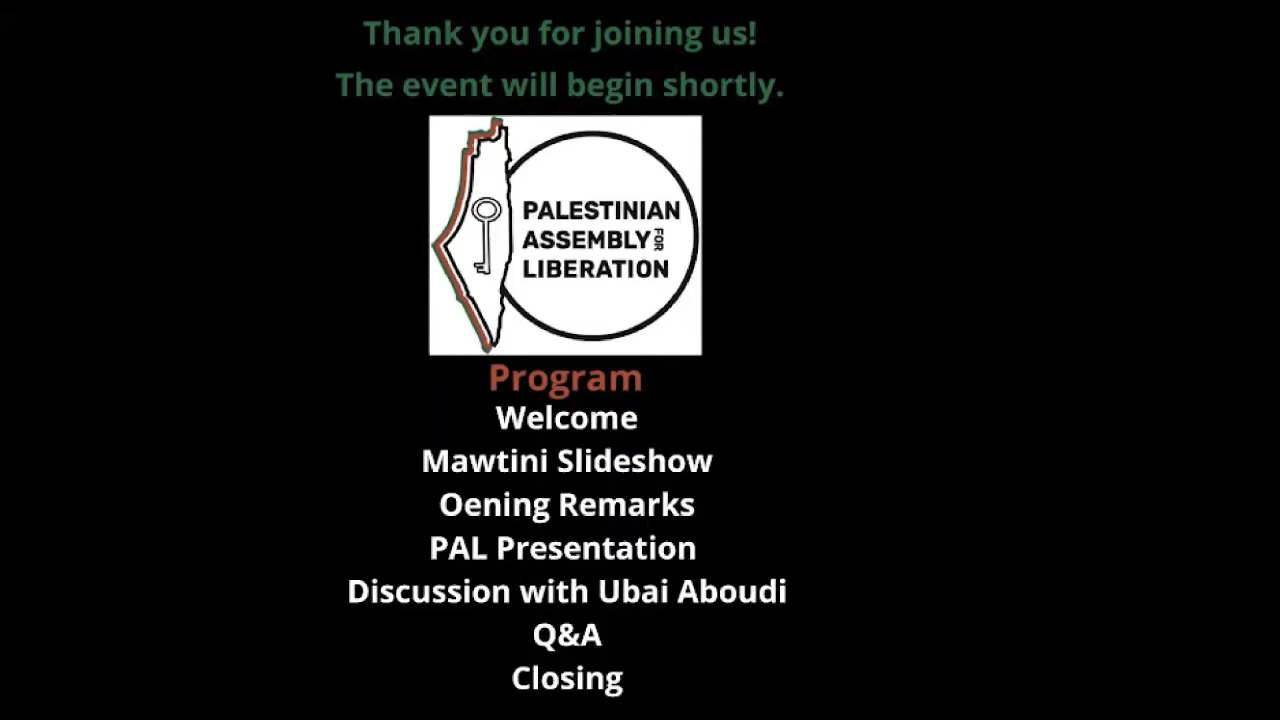 Thank you for joining us!
The event will begin shortly.
PALESTINIAN
ASSEMBLY FOR
LIBERATION
Program
Welcome
Mawtini Slideshow
Oening Remarks
PAL Presentation
Discussion with Ubai Aboudi
Q&A
Closing